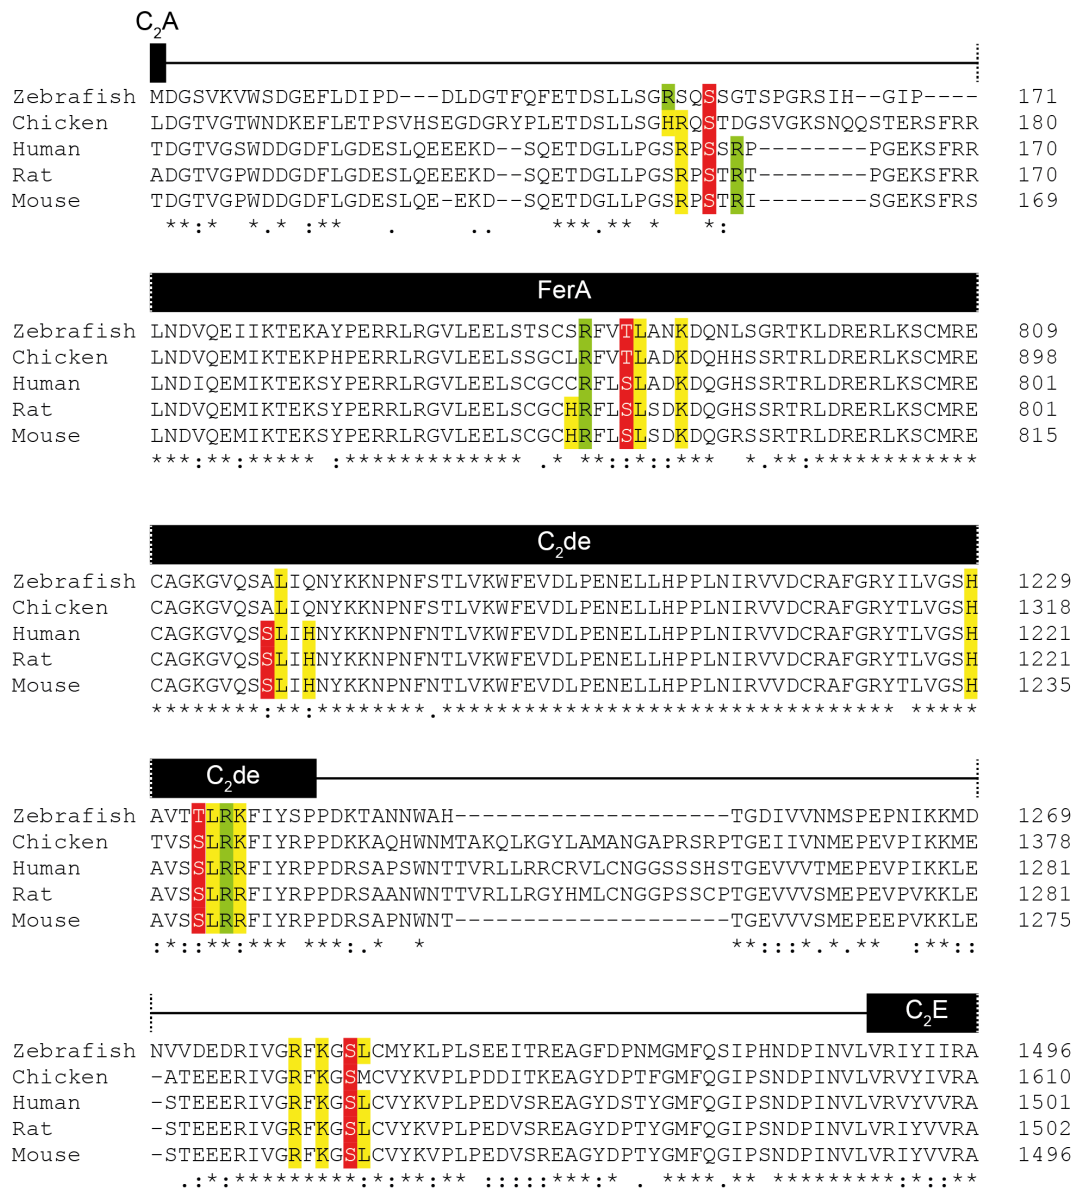 C₂A
Zebrafish MDGSVKVWSDGEFLDIPD---DLDGTFQFETDSLLSGRSQSSGTSPGRSIH--GIP---- 171
Chicken LDGTVGTWNDKEFLETPSVHSEGDGRYPLETDSLLSGHRQSTDGSVGKSNQQSTERSFRR 180
Human TDGTVGSWDDGDFLGDESLQEEEKD--SQETDGLLPGSRPSSRP--------PGEKSFRR 170
Rat ADGTVGPWDDGDFLGDESLQEEEKD--SQETDGLLPGSRPSTRT--------PGEKSFRR 170
Mouse TDGTVGPWDDGDFLGDESLQE-EKD--SQETDGLLPGSRPSTRI--------SGEKSFRS 169
**:*  *.* :**   .     ..    ***.** *   *:
FerA
Zebrafish LNDVQEIIKTEKAYPERRLRGVLEELSTSCSRFVTLANKDQNLSGRTKLDRERLKSCMRE 809
Chicken LNDVQEMIKTEKPHPERRLRGVLEELSSGCLRFVTLADKDQHHSSRTRLDRERLKSCMRE 898
Human LNDIQEMIKTEKSYPERRLRGVLEELSCGCCRFLSLADKDQGHSSRTRLDRERLKSCMRE 801
Rat LNDVQEMIKTEKSYPERRLRGVLEELSCGCHRFLSLSDKDQGHSSRTRLDRERLKSCMRE 801
Mouse LNDVQEMIKTEKSYPERRLRGVLEELSCGCHRFLSLSDKDQGRSSRTRLDRERLKSCMRE 815
***:**:***** :************* .* **::*::***  *.**:************
C₂de
Zebrafish CAGKGVQSALIQNYKKNPNFSTLVKWFEVDLPENELLHPPLNIRVVDCRAFGRYILVGSH 1229
Chicken CAGKGVQSALIQNYKKNPNFSTLVKWFEVDLPENELLHPPLNIRVVDCRAFGRYTLVGSH 1318
Human CAGKGVQSSLIHNYKKNPNFNTLVKWFEVDLPENELLHPPLNIRVVDCRAFGRYTLVGSH 1221
Rat CAGKGVQSSLIHNYKKNPNFNTLVKWFEVDLPENELLHPPLNIRVVDCRAFGRYTLVGSH 1221
Mouse CAGKGVQSSLIHNYKKNPNFNTLVKWFEVDLPENELLHPPLNIRVVDCRAFGRYTLVGSH 1235
********:**:********.********************************* *****
C₂de
Zebrafish AVTTLRKFIYSPPDKTANNWAH--------------------TGDIVVNMSPEPNIKKMD 1269
Chicken TVSSLRKFIYRPPDKKAQHWNMTAKQLKGYLAMANGAPRSRPTGEIIVNMEPEVPIKKME 1378
Human AVSSLRRFIYRPPDRSAPSWNTTVRLLRRCRVLCNGGSSSHSTGEVVVTMEPEVPVKKLE 1281
Rat AVSSLRRFIYRPPDRSAANWNTTVRLLRGYHMLCNGGPSSCPTGEVVVSMEPEVPVKKLE 1281
Mouse AVSSLRRFIYRPPDRSAPNWNT--------------------TGEVVVSMEPEEPVKKLE 1275
:*::**:*** ***:.*  *                      **:::*.*.**  :**::
C₂E
Zebrafish NVVDEDRIVGRFKGSLCMYKLPLSEEITREAGFDPNMGMFQSIPHNDPINVLVRIYIIRA 1496
Chicken -ATEEERIVGRFKGSMCVYKVPLPDDITKEAGYDPTFGMFQGIPSNDPINVLVRVYIVRA 1610
Human -STEEERIVGRFKGSLCVYKVPLPEDVSREAGYDSTYGMFQGIPSNDPINVLVRVYVVRA 1501
Rat -STEEERIVGRFKGSLCVYKVPLPEDVSREAGYDPTYGMFQGIPSNDPINVLVRVYVVRA 1502
Mouse -STEEERIVGRFKGSLCVYKVPLPEDVSREAGYDPTYGMFQGIPSNDPINVLVRIYVVRA 1496
.:*:*********:*:**:** :::::***:* . ****.** *********:*::**